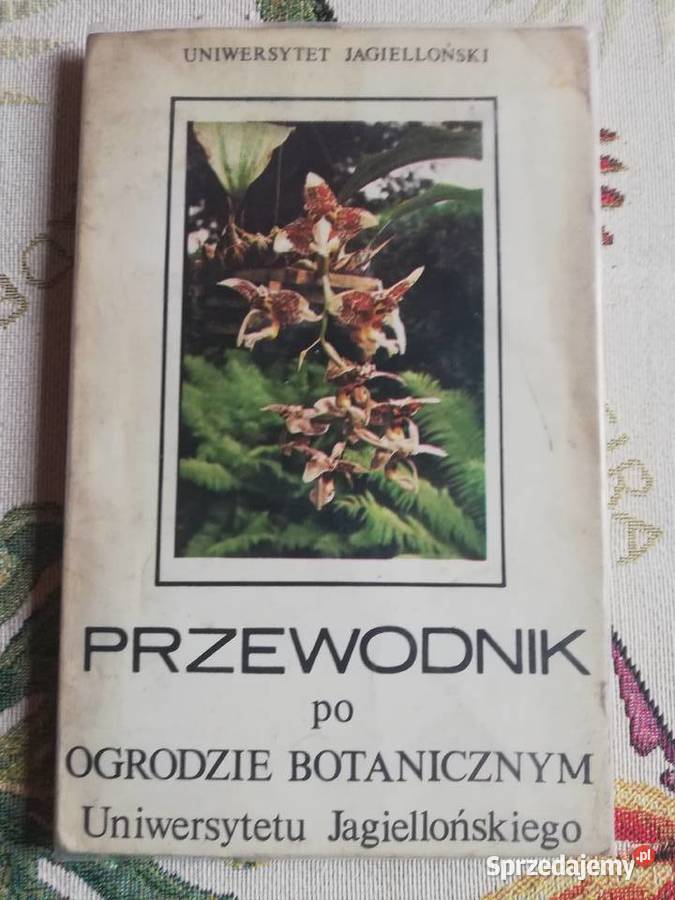 UNIWERSYTET JAGIELLOŃSKI
PRZEWODNIK
po
OGRODZIE BOTANICZNYM
Uniwersytetu Jagiellońskiego
Sprzedajemy.pl